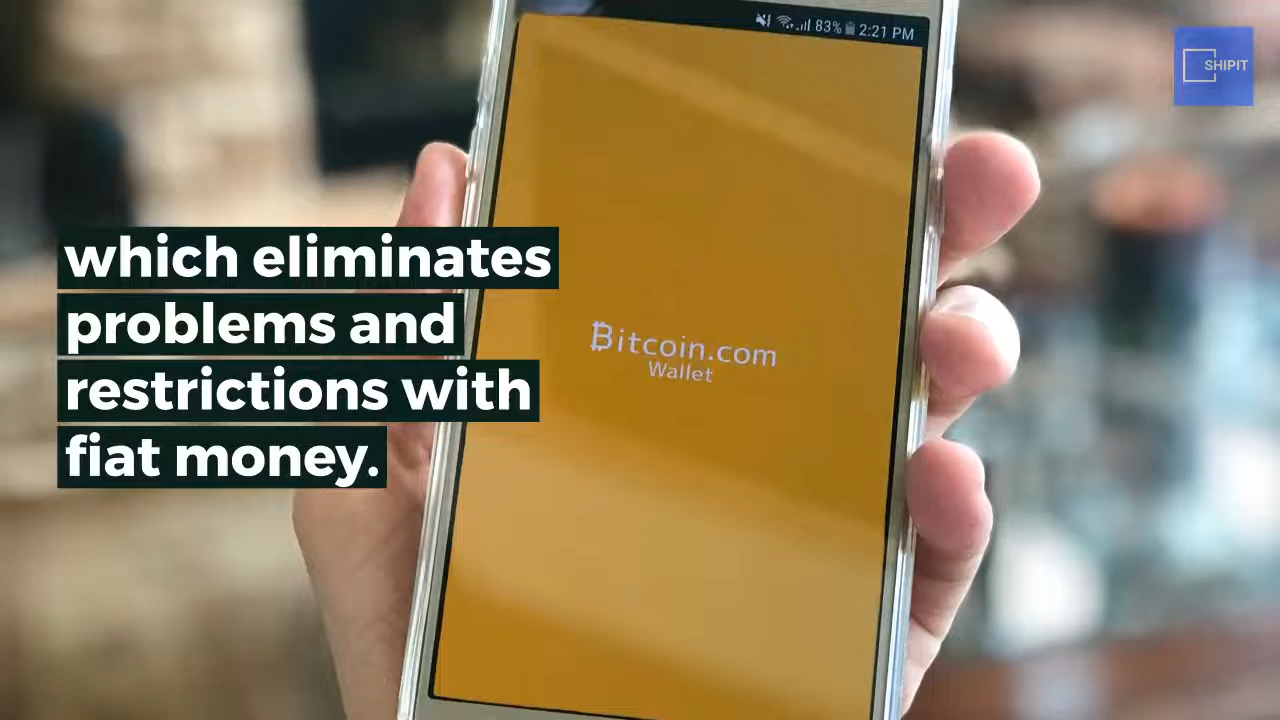 83% 2:21 PM
SHIPIT
which eliminates
problems and
restrictions with
fiat money.
Bitcoin.com
Wallet